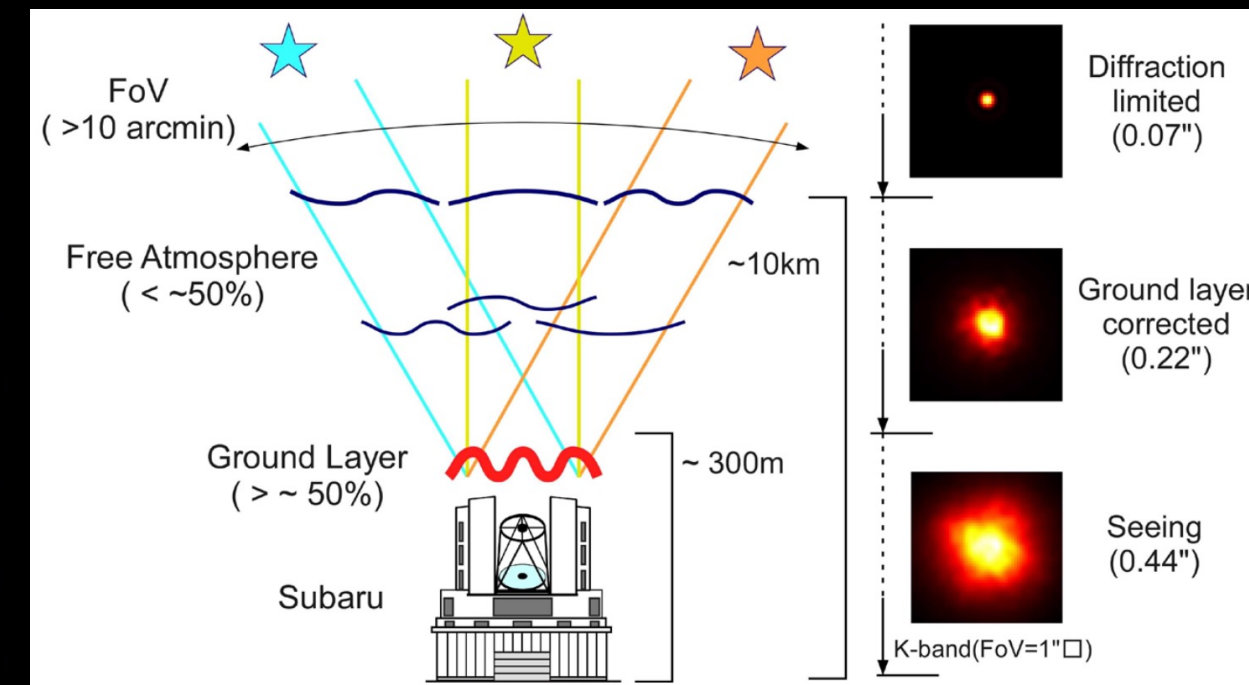 FoV
( >10 arcmin)
Free Atmosphere
( < ~50%)
~10km
Ground Layer
( > ~ 50%)
~ 300m
Subaru
Diffraction
limited
(0.07")
Ground layer
corrected
(0.22")
Seeing
(0.44")
K-band(FoV=1"□)